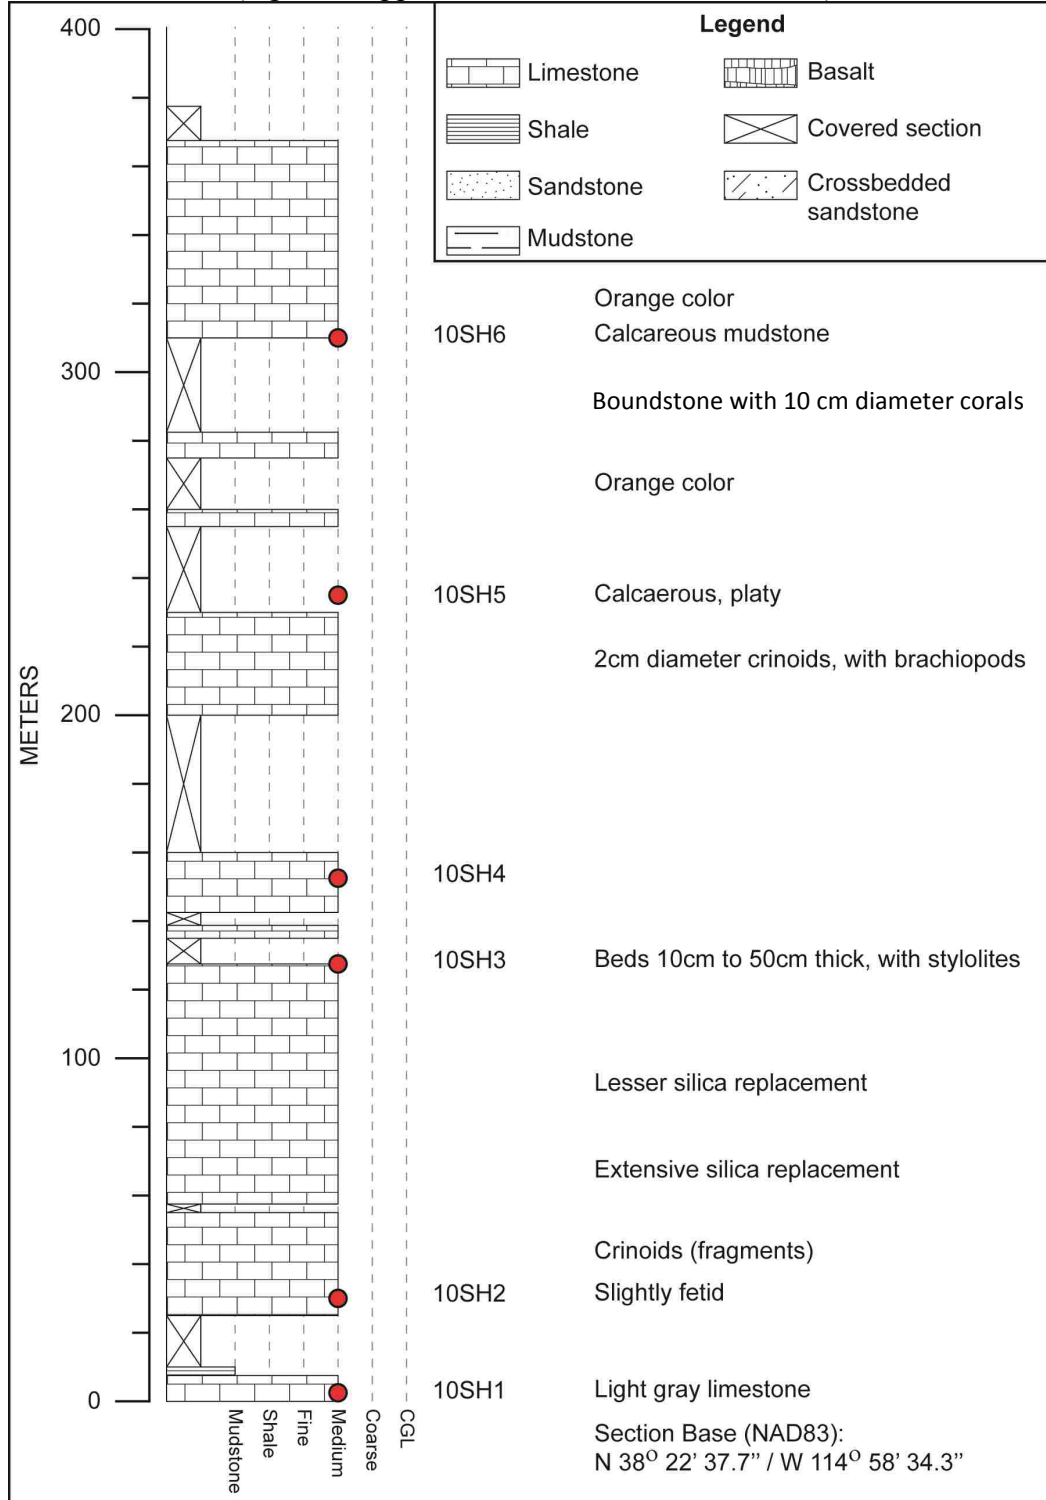 400
Legend
Limestone
Basalt
Shale
Covered section
Sandstone
Crossbedded
sandstone
Mudstone
Orange color
10SH6
Calcareous mudstone
300
Boundstone with 10 cm diameter corals
Orange color
10SH5
Calcaerous, platy
2cm diameter crinoids, with brachiopods
METERS
200
10SH4
10SH3
Beds 10cm to 50cm thick, with stylolites
100
Lesser silica replacement
Extensive silica replacement
Crinoids (fragments)
10SH2
Slightly fetid
10SH1
Light gray limestone
0
Mudstone
Shale
Fine
Medium
Coarse
CGL
Section Base (NAD83):
N 38º 22’ 37.7” / W 114º 58’ 34.3”